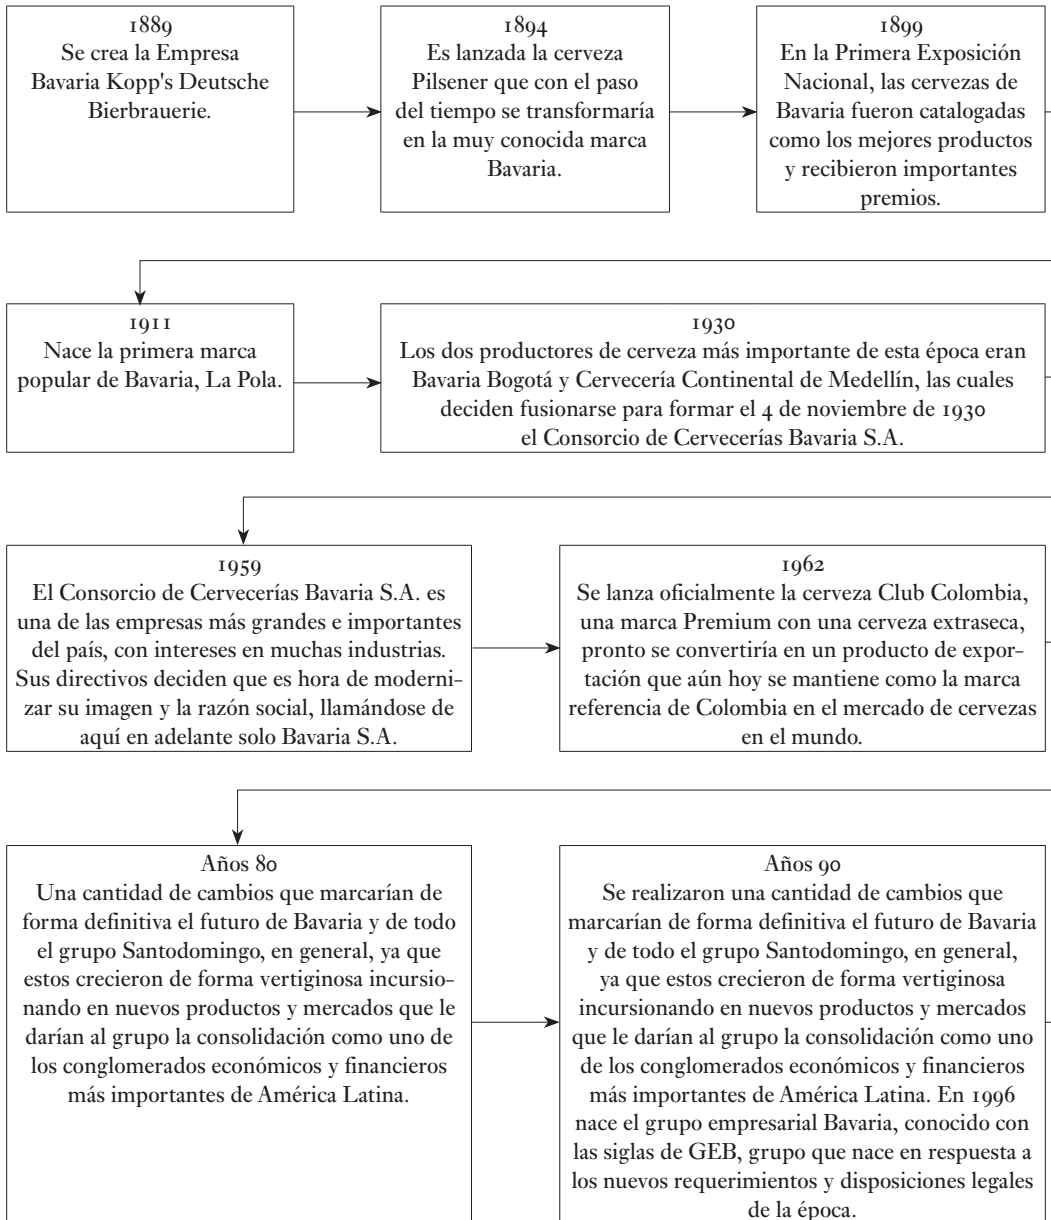 1889
Se crea la Empresa
Bavaria Kopp's Deutsche
Bierbrauerie.
1894
Es lanzada la cerveza
Pilsener que con el paso
del tiempo se transformaría
en la muy conocida marca
Bavaria.
1899
En la Primera Exposición
Nacional, las cervezas de
Bavaria fueron catalogadas
como los mejores productos
y recibieron importantes
premios.
1911
Nace la primera marca
popular de Bavaria, La Pola.
1930
Los dos productores de cerveza más importante de esta época eran
Bavaria Bogotá y Cervecería Continental de Medellín, las cuales
deciden fusionarse para formar el 4 de noviembre de 1930
el Consorcio de Cervecerías Bavaria S.A.
1959
El Consorcio de Cervecerías Bavaria S.A. es
una de las empresas más grandes e importantes
del país, con intereses en muchas industrias.
Sus directivos deciden que es hora de moderni-
zar su imagen y la razón social, llamándose de
aquí en adelante solo Bavaria S.A.
1962
Se lanza oficialmente la cerveza Club Colombia,
una marca Premium con una cerveza extraseca,
pronto se convertiría en un producto de expor-
tación que aún hoy se mantiene como la marca
referencia de Colombia en el mercado de cervezas
en el mundo.
Años 80
Una cantidad de cambios que marcarían de
forma definitiva el futuro de Bavaria y de todo
el grupo Santodomingo, en general, ya que
estos crecieron de forma vertiginosa incursio-
nando en nuevos productos y mercados que le
darían al grupo la consolidación como uno de
los conglomerados económicos y financieros
más importantes de América Latina.
Años 90
Se realizaron una cantidad de cambios que
marcarían de forma definitiva el futuro de Bavaria
y de todo el grupo Santodomingo, en general,
ya que estos crecieron de forma vertiginosa
incursionando en nuevos productos y mercados
que le darían al grupo la consolidación como uno
de los conglomerados económicos y financieros
más importantes de América Latina. En 1996
nace el grupo empresarial Bavaria, conocido con
las siglas de GEB, grupo que nace en respuesta a
los nuevos requerimientos y disposiciones legales
de la época.